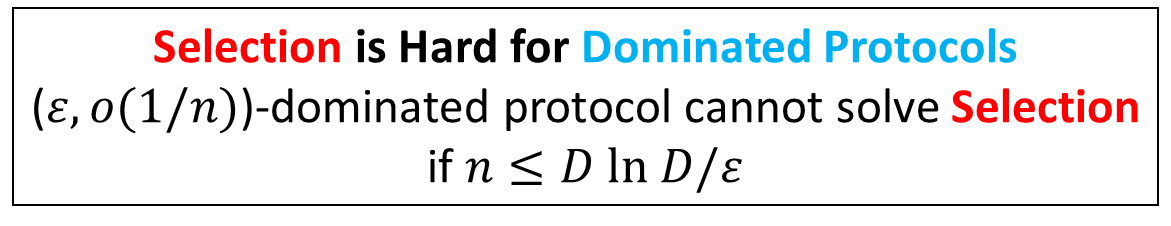 Selection is Hard for Dominated Protocols
(ε, o(1/n))-dominated protocol cannot solve Selection
if n ≤ D ln D/ε